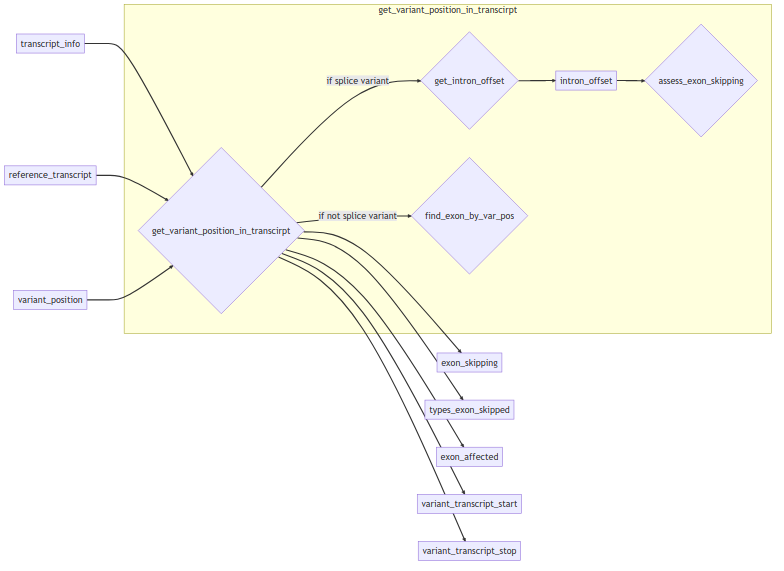 get_variant_position_in_transcirpt
transcript_info
if splice variant
get_intron_offset
intron_offset
assess_exon_skipping
reference_transcript
get_variant_position_in_transcirpt
if not splice variant
find_exon_by_var_pos
variant_position
exon_skipping
types_exon_skipped
exon_affected
variant_transcript_start
variant_transcript_stop